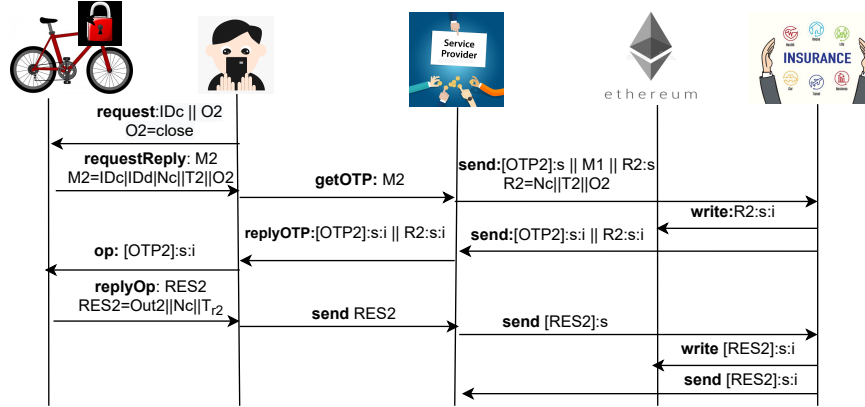 Service
Provider
ethereum
INSURANCE
request:IDc || O2
O2=close
requestReply: M2
M2=IDc|IDd|Nc||T2||O2
getOTP: M2
send:[OTP2]:s || M1 || R2:s
R2=Nc||T2||O2
write:R2:s:i
send:[OTP2]:s:i || R2:s:i
replyOTP:[OTP2]:s:i || R2:s:i
op: [OTP2]:s:i
replyOp: RES2
RES2=Out2||Nc||Tr2
send RES2
send [RES2]:s
write [RES2]:s:i
send [RES2]:s:i